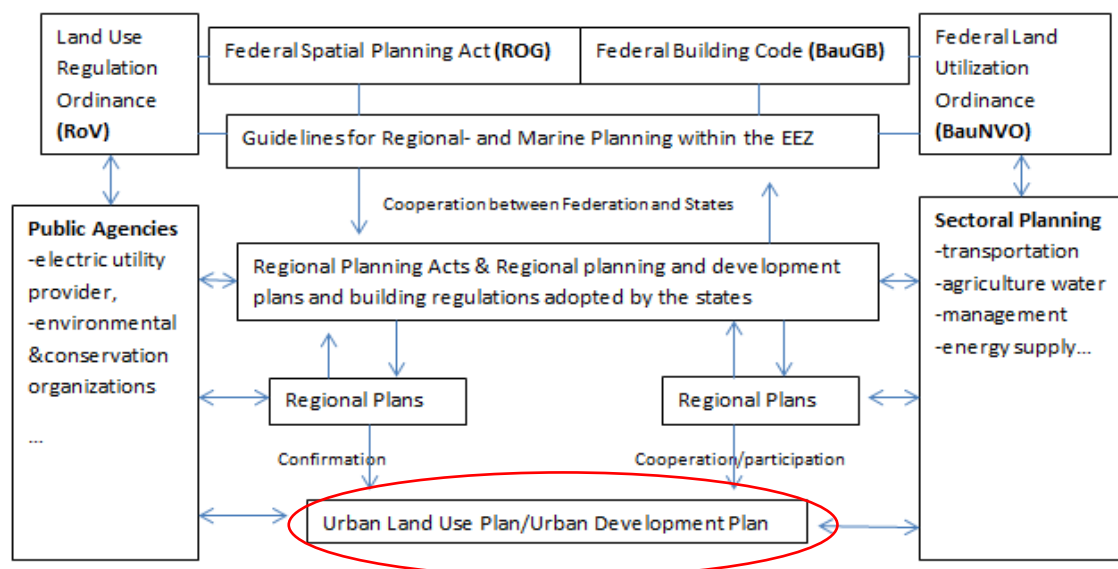 Land Use
Regulation
Ordinance
(RoV)
Federal Spatial Planning Act (ROG)
Federal Building Code (BauGB)
Federal Land
Utilization
Ordinance
(BauNVO)
Guidelines for Regional- and Marine Planning within the EEZ
Cooperation between Federation and States
Public Agencies
-electric utility
provider,
-environmental
&conservation
organizations
...
Regional Planning Acts & Regional planning and development
plans and building regulations adopted by the states
Sectoral Planning
-transportation
-agriculture water
-management
-energy supply...
Regional Plans
Regional Plans
Confirmation
Cooperation/participation
Urban Land Use Plan/Urban Development Plan